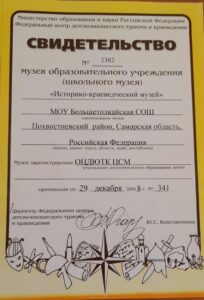 Министерство образования и науки Российской Федерации
Федеральный центр детско-юношеского туризма и краеведения
СВИДЕТЕЛЬСТВО
№ 2382
музея образовательного учреждения
(школьного музея)
«Историко-краеведческий музей»
МОУ Большетолкайская СОШ
Похвистневский район, Самарская область,
Российская Федерация
Музей зарегистрирован ОЦДЮТК ЦСМ
протоколом от 29 декабря 2008 г. № 341
Директор Федерального центра
детско-юношеского туризма
и краеведения
Ю.С. Константинов